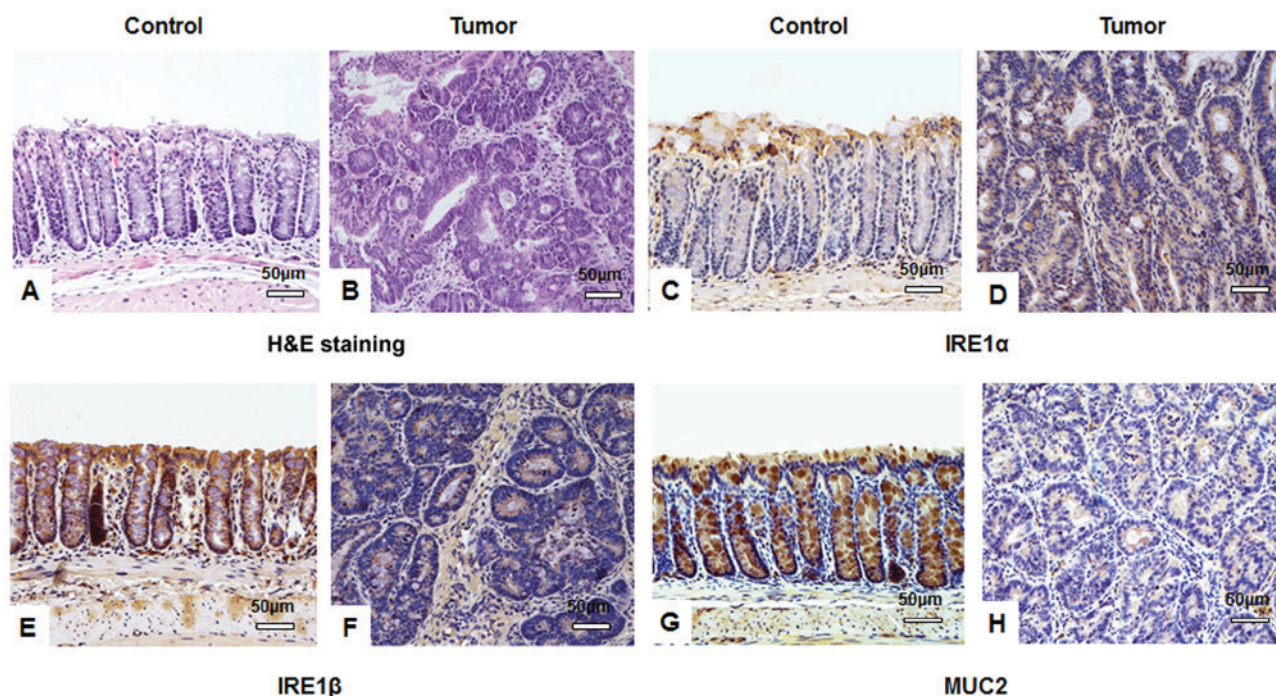 Control Tumor Control Tumor
A 50μm B 50μm C 50μm D 50μm
H&E staining IRE1α
E 50μm F 50μm G 50μm H 60μm
IRE1β MUC2